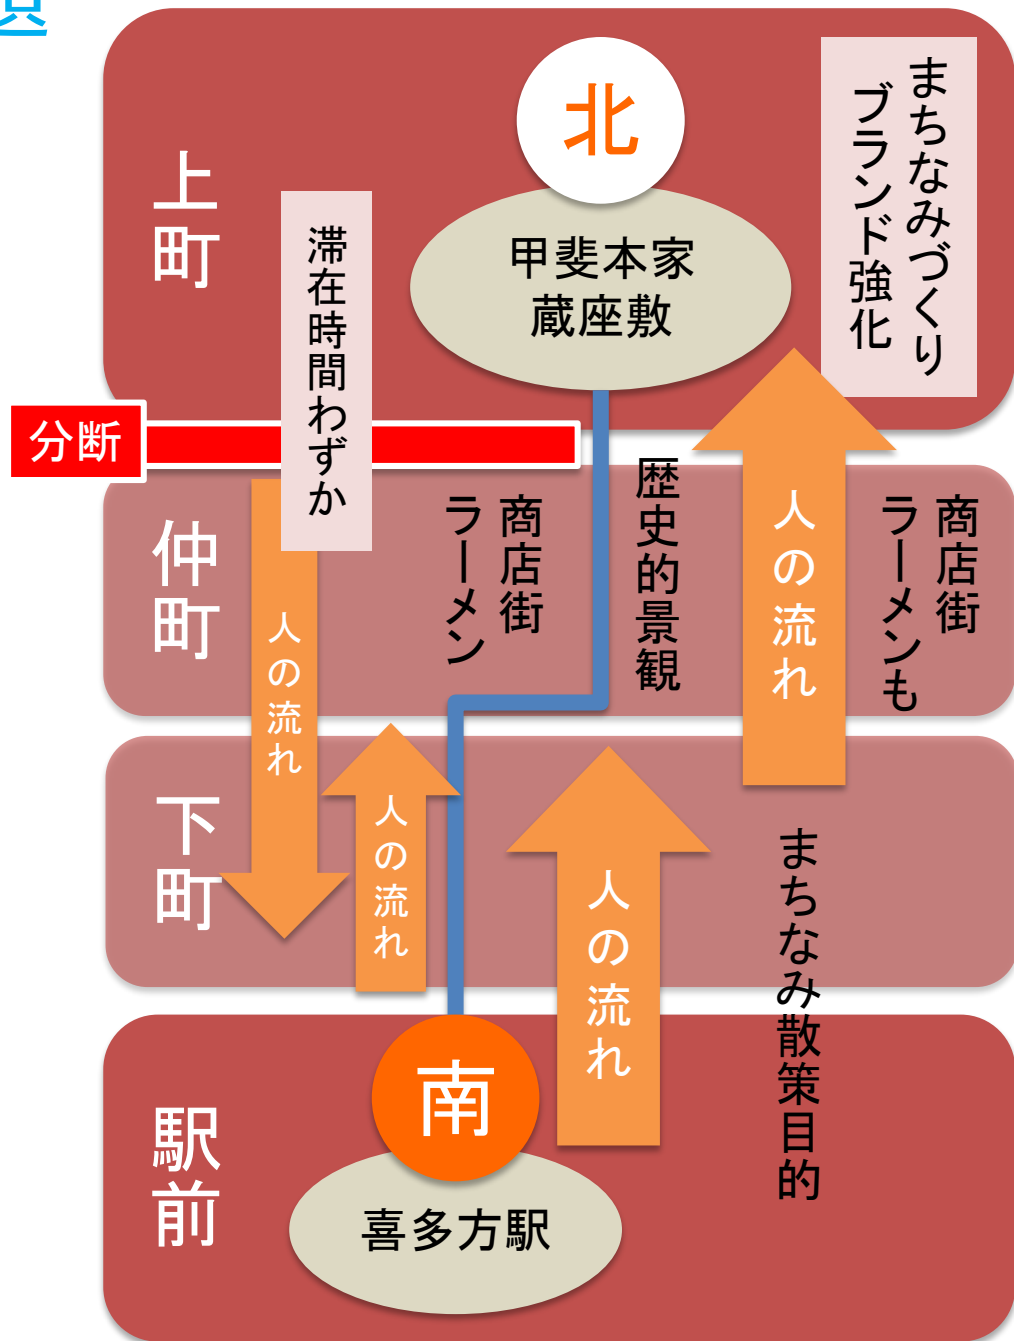 北
まちなみづくり
ブランド強化
上町
甲斐本家
蔵座敷
滞在時間わずか
分断
仲町
商店街
ラーメン
歴史的景観
人の流れ
商店街
ラーメンも
人の流れ
下町
人の流れ
人の流れ
まちなみ散策目的
南
駅前
喜多方駅